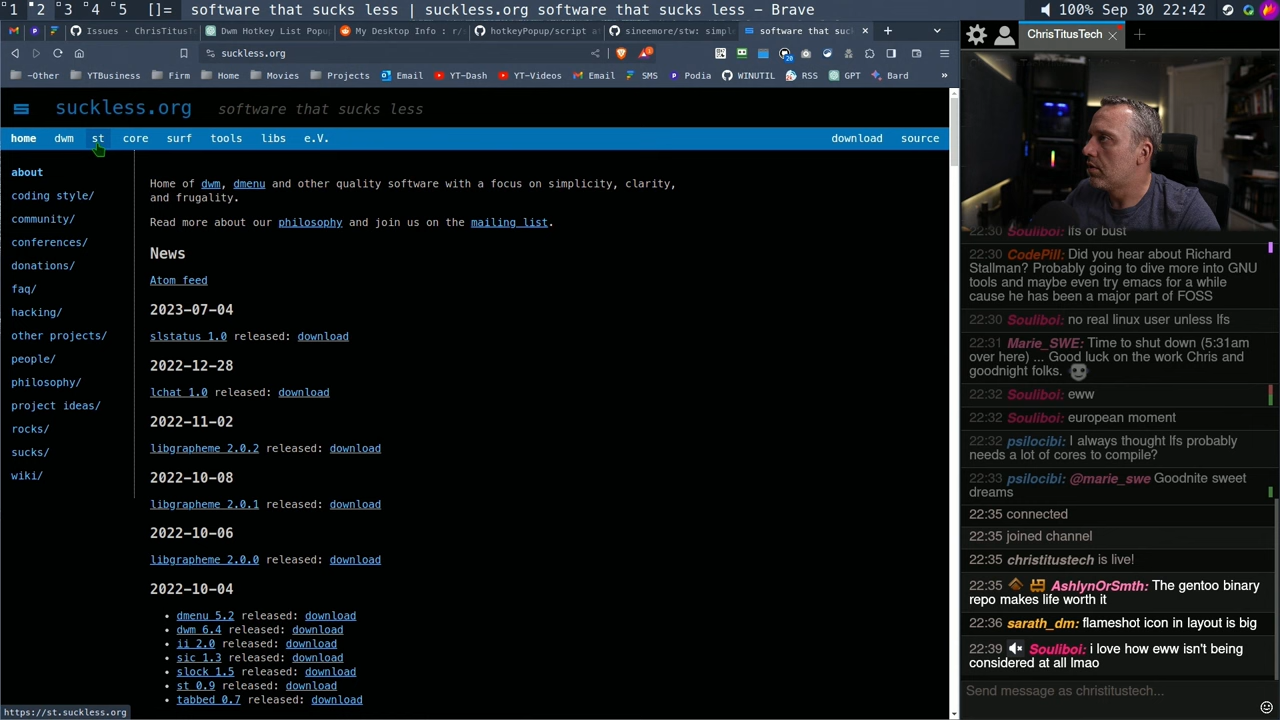 1 2 3 4 5 []= software that suckless | suckless.org software that sucks less - Brave 100% Sep 30 22:42
Issues · ChrisTitusT Dwm Hotkey List Popu Reddit My Desktop Info : r/ hotkeyPopup/script at sineemore/stw: simpl software that suc
suckless.org
~Other YTBusiness Firm Home Movies Projects Email YT-Dash YT-Videos Email SMS Podia WINUTIL RSS GPT Bard
ChrisTitusTech
suckless.org software that sucks less
home dwm st core surf tools libs e.V. download source
about
coding style/
community/
conferences/
donations/
faq/
hacking/
other projects/
people/
philosophy/
project ideas/
rocks/
sucks/
wiki/
Home of dwm, dmenu and other quality software with a focus on simplicity, clarity,
and frugality.
Read more about our philosophy and join us on the mailing list.
News
Atom feed
2023-07-04
slstatus 1.0 released: download
2022-12-28
lchat 1.0 released: download
2022-11-02
libgrapheme 2.0.2 released: download
2022-10-08
libgrapheme 2.0.1 released: download
2022-10-06
libgrapheme 2.0.0 released: download
2022-10-04
• dmenu 5.2 released: download
• dwm 6.4 released: download
• ii 2.0 released: download
• sic 1.3 released: download
• slock 1.5 released: download
• st 0.9 released: download
• tabbed 0.7 released: download
https://st.suckless.org
22:30 Souliboi: lfs or bust
22:30 CodePill: Did you hear about Richard
Stallman? Probably going to dive more into GNU
tools and maybe even try emacs for a while
cause he has been a major part of FOSS
22:30 Souliboi: no real linux user unless lfs
22:31 Marie_SWE: Time to shut down (5:31am
over here) ... Good luck on the work Chris and
goodnight folks.
22:32 Souliboi: eww
22:32 Souliboi: european moment
22:32 psilocibi: I always thought lfs probably
needs a lot of cores to compile?
22:33 psilocibi: @marie_swe Goodnite sweet
dreams
22:35 connected
22:35 joined channel
22:35 christitustech is live!
22:35 AshlynOrSmth: The gentoo binary
repo makes life worth it
22:36 sarath_dm: flameshot icon in layout is big
22:39 Souliboi: i love how eww isn't being
considered at all lmao
Send message as christitustech...